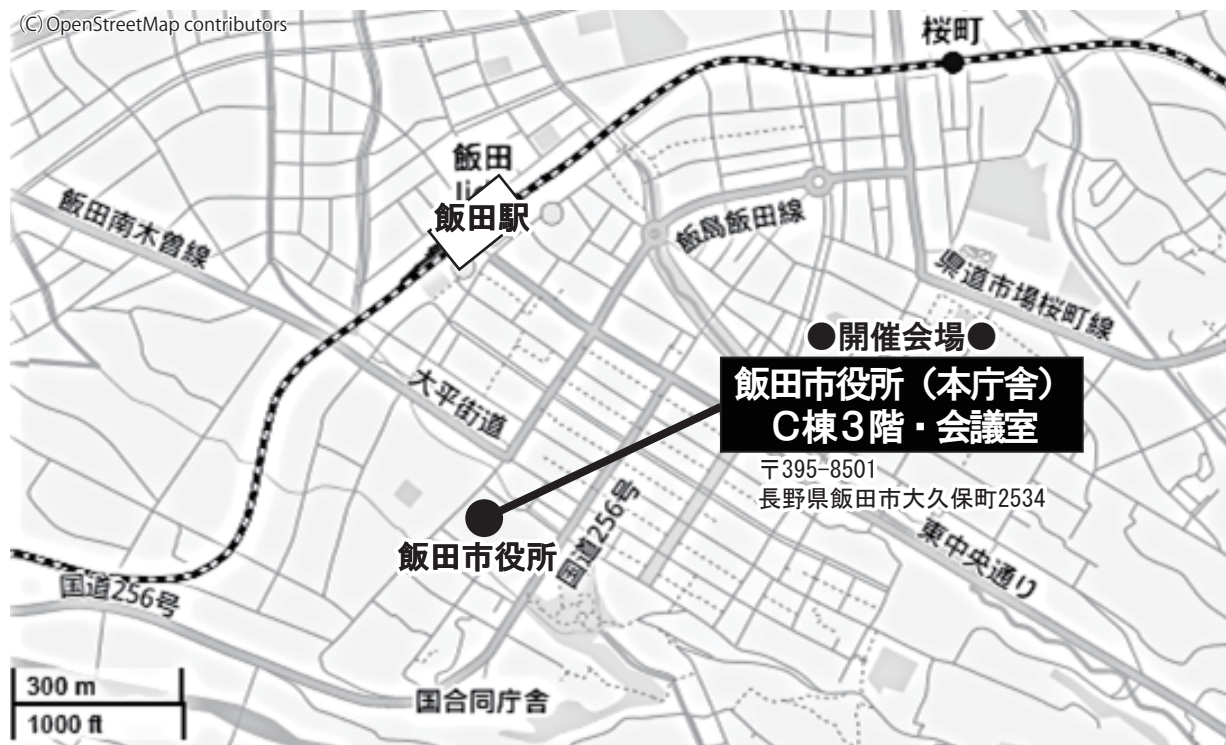 (C) OpenStreetMap contributors
桜町
飯田
飯田駅
飯田南木曽線
飯島飯田線
県道市場桜町線
●開催会場●
飯田市役所（本庁舎）
C棟３階・会議室
〒395-8501
長野県飯田市大久保町2534
大平街道
飯田市役所
国道256号
東中央通り
国道256号
国合同庁舎
300 m
1000 ft